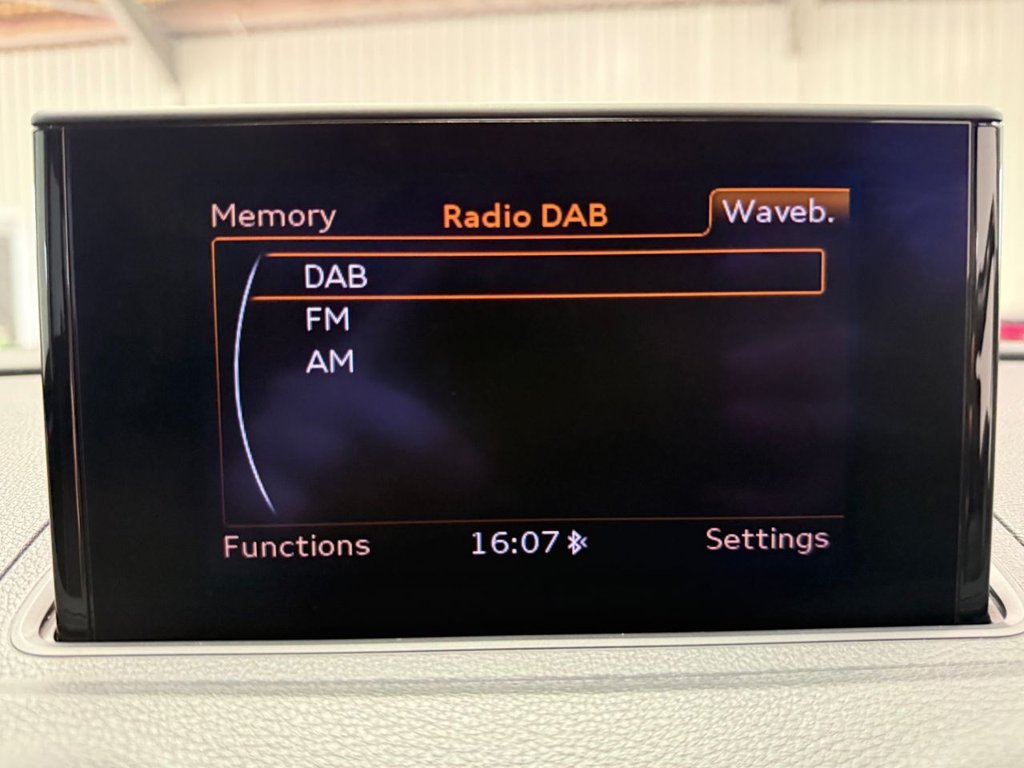 Memory Radio DAB Waveb.
DAB
FM
AM
Functions 16:07 Settings